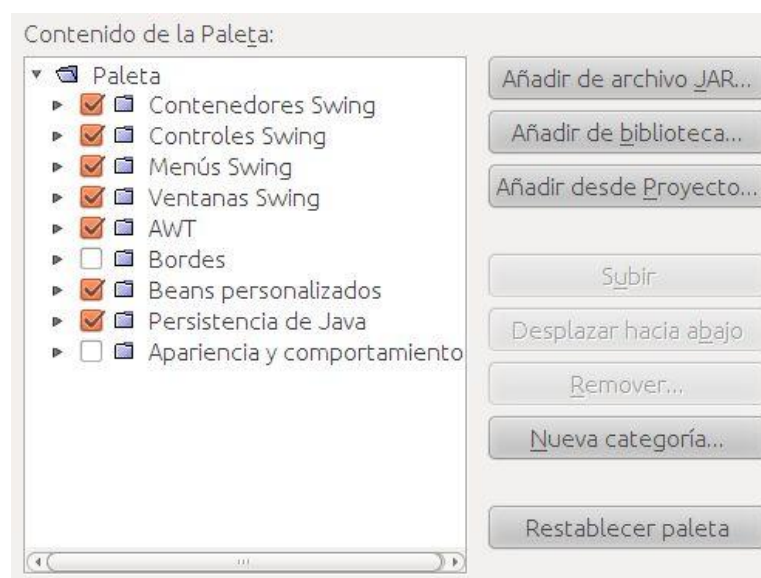 Contenido de la Paleta:
Paleta
Contenedores Swing
Controles Swing
Menús Swing
Ventanas Swing
AWT
Bordes
Beans personalizados
Persistencia de Java
Apariencia y comportamiento
Añadir de archivo JAR...
Añadir de biblioteca...
Añadir desde Proyecto...
Subir
Desplazar hacia abajo
Remover...
Nueva categoría...
Restablecer paleta